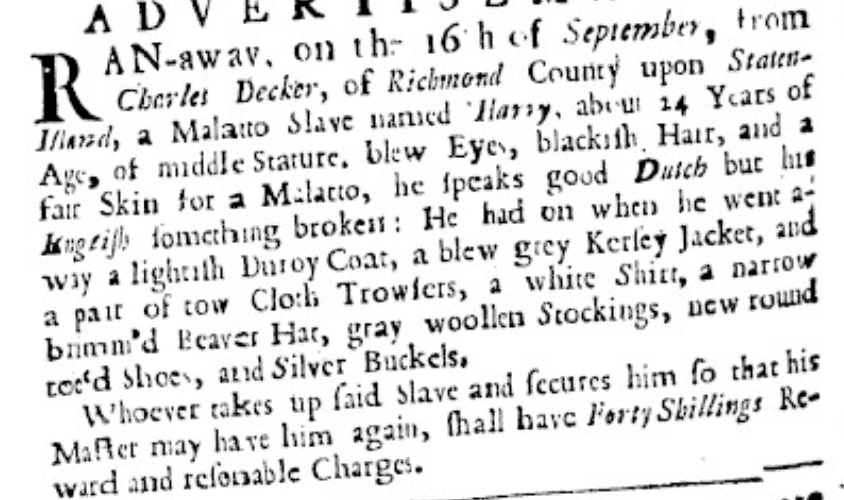 ADVERTISEM
RAN-away, on the 16th of September, from
Charles Decker, of Richmond County upon Staten-
Iſland, a Malatto Slave named Harry, about 24 Years of
Age, of middle Stature, blew Eyes, blackiſh Hair, and a
fair Skin for a Malatto, he ſpeaks good Dutch but his
Engliſh ſomething broken: He had on when he went a-
way a lightiſh Duroy Coat, a blew grey Kerſey Jacket, and
a pair of tow Cloth Trowſers, a white Shirt, a narrow
brimm'd Beaver Hat, gray woollen Stockings, new round
toe'd Shoes, and Silver Buckels.
Whoever takes up ſaid Slave and ſecures him ſo that his
Maſter may have him again, ſhall have Forty Shillings Re-
ward and reſonable Charges.